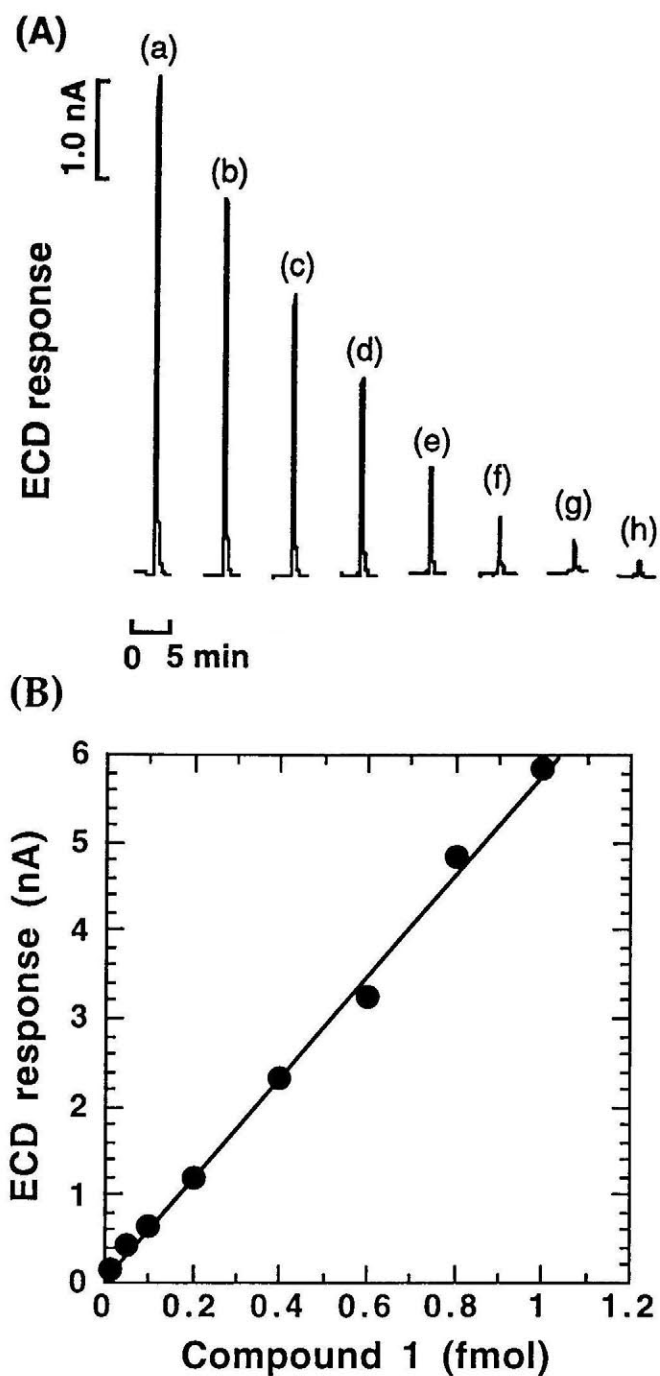 (A)
(a)
1.0 nA
(b)
(c)
(d)
(e)
(f)
(g)
(h)
ECD response
0 5 min
(B)
6
5
4
3
2
1
0
ECD response (nA)
0 0.2 0.4 0.6 0.8 1 1.2
Compound 1 (fmol)